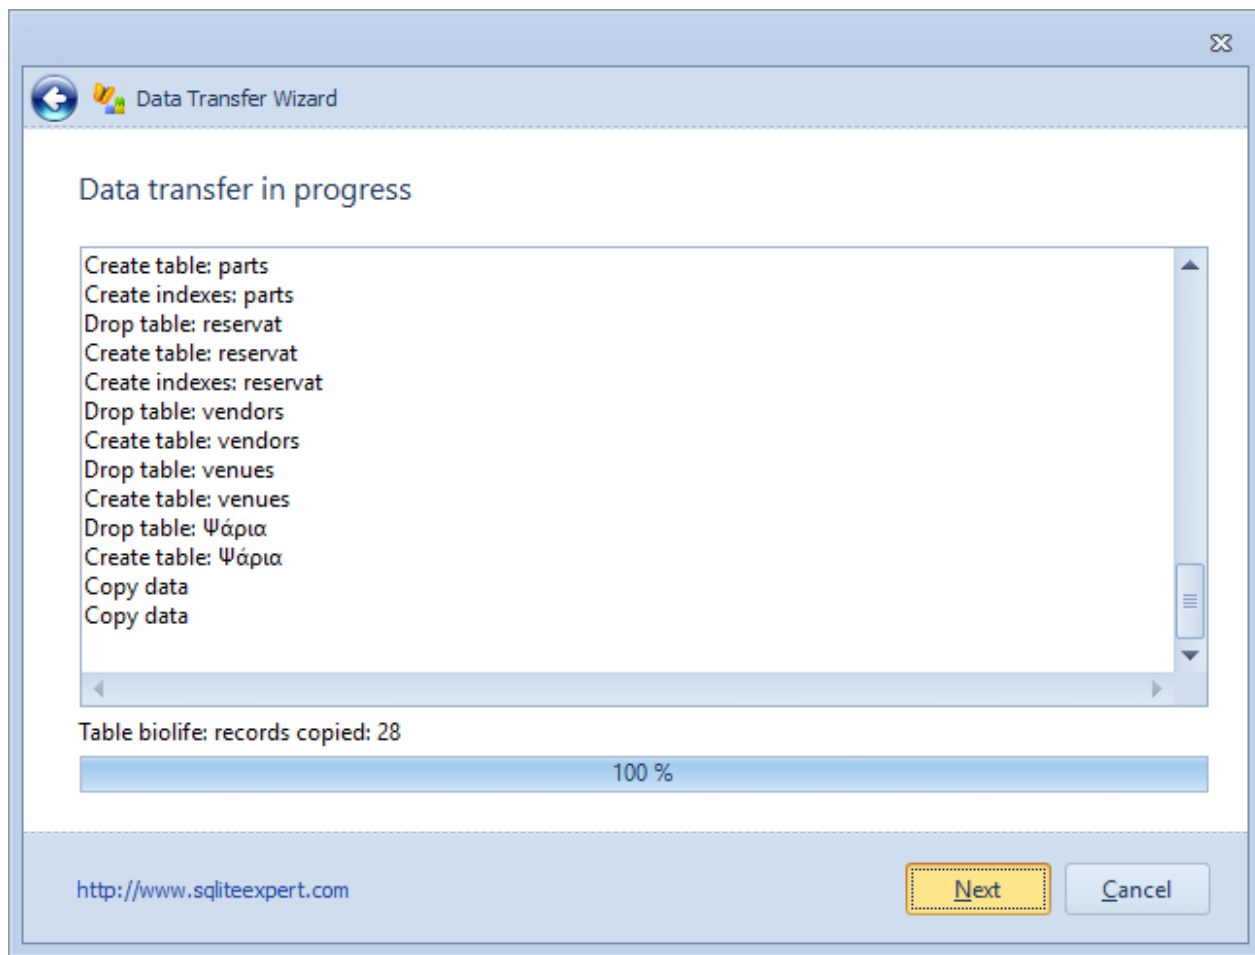 Data Transfer Wizard
Data transfer in progress
Create table: parts
Create indexes: parts
Drop table: reservat
Create table: reservat
Create indexes: reservat
Drop table: vendors
Create table: vendors
Drop table: venues
Create table: venues
Drop table: Ψάρια
Create table: Ψάρια
Copy data
Copy data
Table biolife: records copied: 28
100 %
http://www.sqliteexpert.com
Next
Cancel